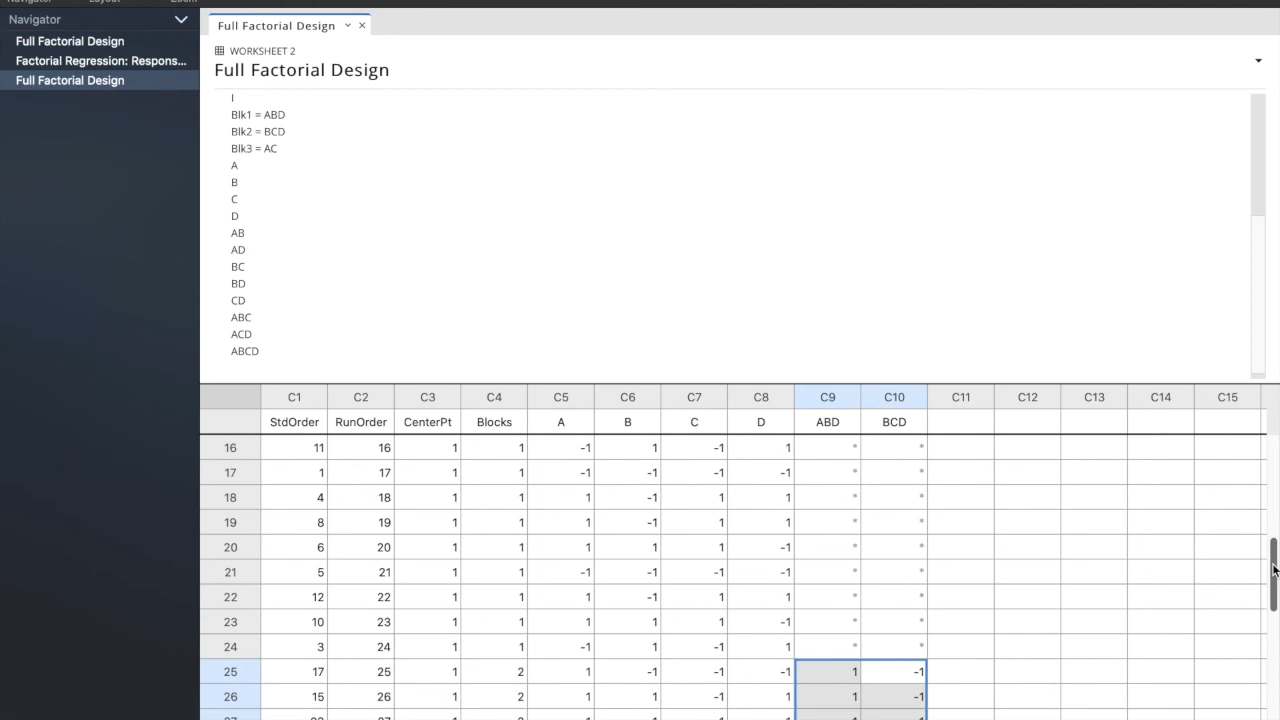 Navigator
Full Factorial Design
Factorial Regression: Respons...
Full Factorial Design
Full Factorial Design
WORKSHEET 2
Full Factorial Design
I
Blk1 = ABD
Blk2 = BCD
Blk3 = AC
A
B
C
D
AB
AD
BC
BD
CD
ABC
ACD
ABCD
C1 C2 C3 C4 C5 C6 C7 C8 C9 C10 C11 C12 C13 C14 C15
StdOrder RunOrder CenterPt Blocks A B C D ABD BCD
16 11 16 1 1 -1 1 -1 1 * *
17 1 17 1 1 -1 -1 -1 -1 * *
18 4 18 1 1 1 -1 1 1 * *
19 8 19 1 1 1 -1 1 1 * *
20 6 20 1 1 1 1 1 -1 * *
21 5 21 1 1 -1 -1 -1 -1 * *
22 12 22 1 1 1 -1 1 1 * *
23 10 23 1 1 1 1 1 -1 * *
24 3 24 1 1 -1 1 -1 1 * *
25 17 25 1 2 1 -1 -1 -1 1 -1
26 15 26 1 2 1 1 -1 1 1 -1